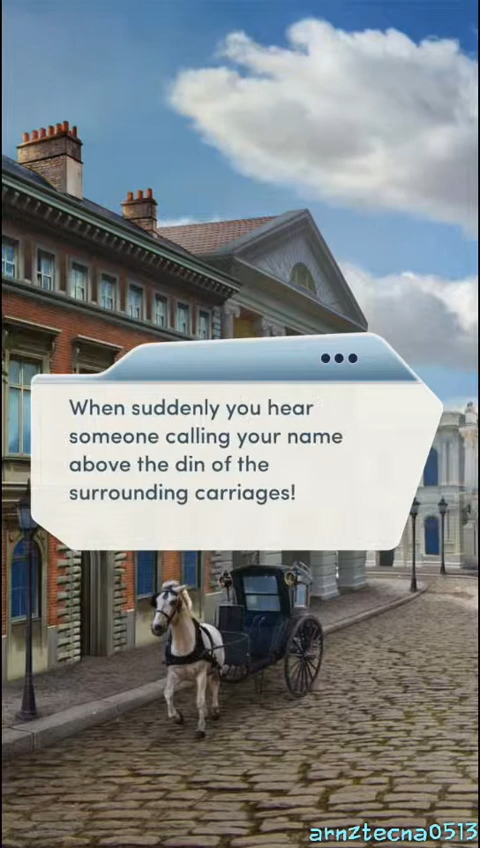 When suddenly you hear
someone calling your name
above the din of the
surrounding carriages!
arnztecna0513